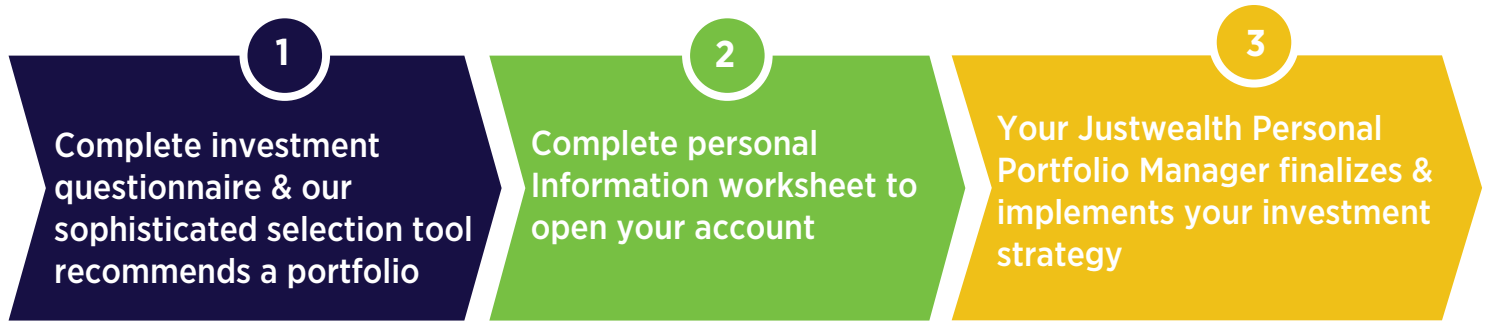 1
Complete investment
questionnaire & our
sophisticated selection tool
recommends a portfolio
2
Complete personal
Information worksheet to
open your account
3
Your Justwealth Personal
Portfolio Manager finalizes &
implements your investment
strategy